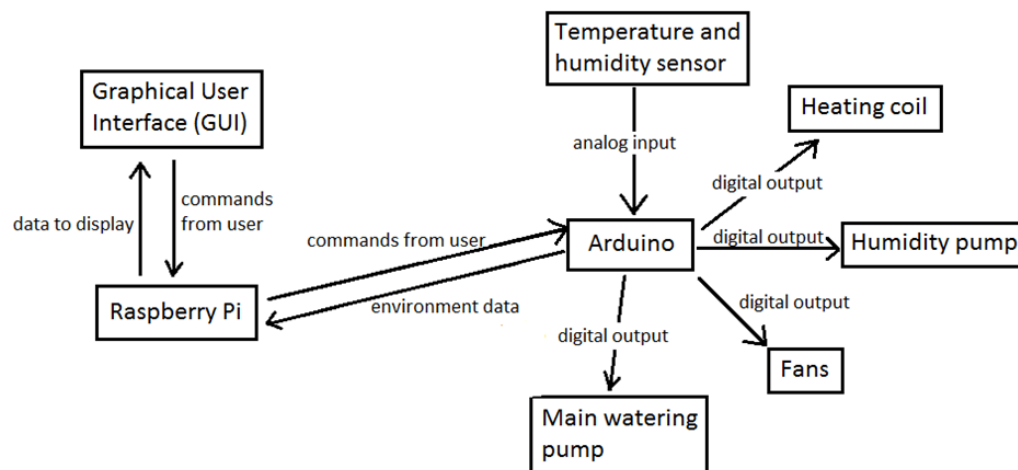 Temperature and
humidity sensor
Graphical User
Interface (GUI)
Heating coil
analog input
digital output
data to display
commands
from user
commands from user
Arduino
digital output
Humidity pump
Raspberry Pi
environment data
digital output
digital output
Fans
Main watering
pump